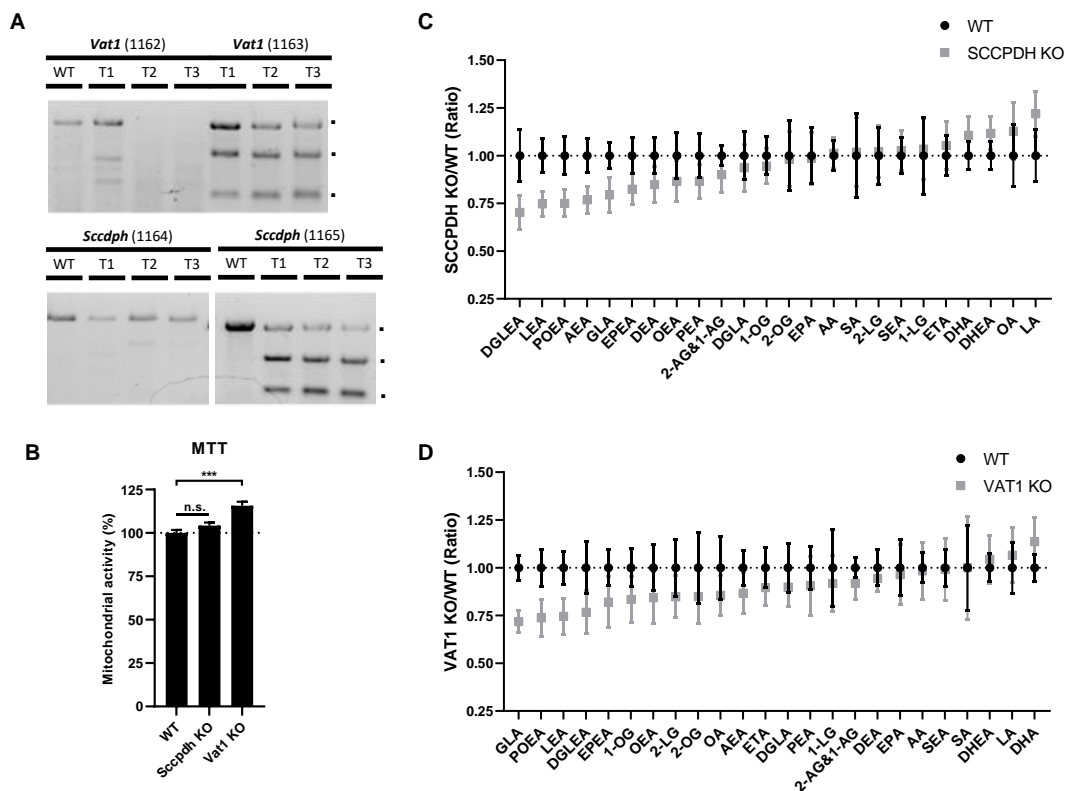 A
Vat1 (1162) Vat1 (1163)
WT T1 T2 T3 T1 T2 T3
Sccdph (1164) Sccdph (1165)
WT T1 T2 T3 WT T1 T2 T3
B
MTT
***
n.s.
Mitochondrial activity (%)
125
100
75
50
25
0
WT
Sccpdh KO
Vat1 KO
C
WT
SCCPDH KO
SCCPDH KO/WT (Ratio)
1.50
1.25
1.00
0.75
0.50
0.25
DGLEA
LEA
POEA
AEA
GLA
EPEA
DEA
OEA
PEA
2-AG&1-AG
DGLA
1-OG
2-OG
EPA
AA
SA
2-LG
SEA
1-LG
ETA
DHA
DHEA
OA
LA
D
WT
VAT1 KO
VAT1 KO/WT (Ratio)
1.50
1.25
1.00
0.75
0.50
0.25
GLA
POEA
LEA
DGLEA
EPEA
1-OG
OEA
2-LG
2-OG
OA
AEA
ETA
DGLA
PEA
1-LG
2-AG&1-AG
DEA
EPA
AA
SEA
SA
DHEA
LA
DHA